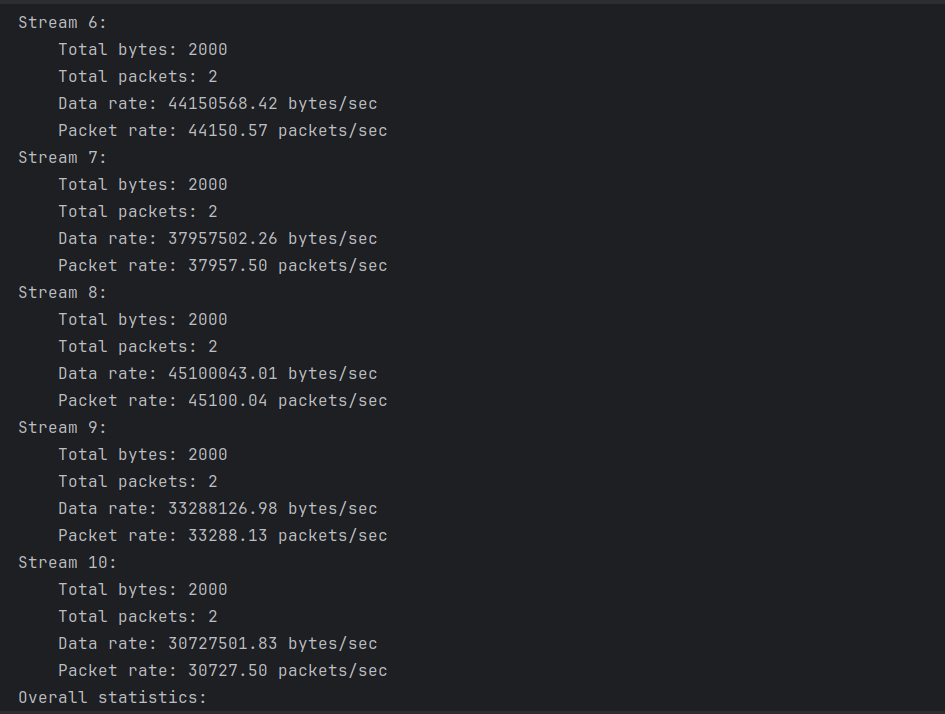 Stream 6:
Total bytes: 2000
Total packets: 2
Data rate: 44150568.42 bytes/sec
Packet rate: 44150.57 packets/sec
Stream 7:
Total bytes: 2000
Total packets: 2
Data rate: 37957502.26 bytes/sec
Packet rate: 37957.50 packets/sec
Stream 8:
Total bytes: 2000
Total packets: 2
Data rate: 45100043.01 bytes/sec
Packet rate: 45100.04 packets/sec
Stream 9:
Total bytes: 2000
Total packets: 2
Data rate: 33288126.98 bytes/sec
Packet rate: 33288.13 packets/sec
Stream 10:
Total bytes: 2000
Total packets: 2
Data rate: 30727501.83 bytes/sec
Packet rate: 30727.50 packets/sec
Overall statistics: